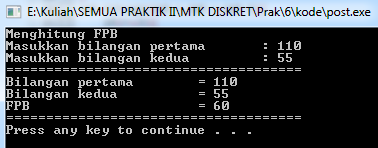 E:\Kuliah\SEMUA PRAKTIK II\MTK DISKRET\Prak\6\kode\post.exe
Menghitung FPB
Masukkan bilangan pertama : 110
Masukkan bilangan kedua : 55
=====================================
Bilangan pertama = 110
Bilangan kedua = 55
FPB = 60
=====================================
Press any key to continue . . .